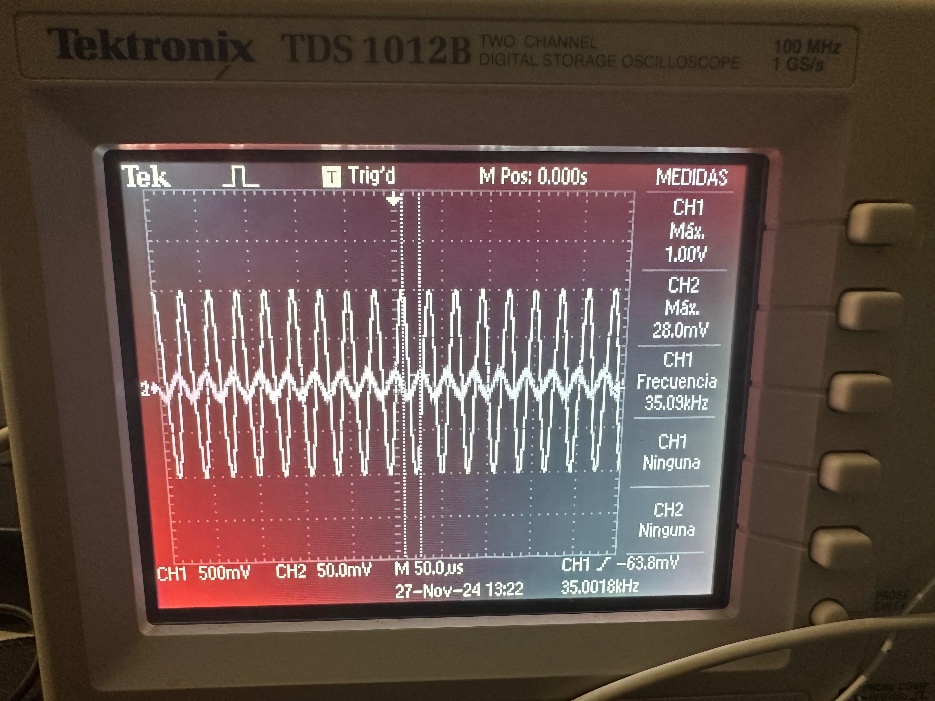 Tektronix TDS 1012B TWO CHANNEL DIGITAL STORAGE OSCILLOSCOPE 100 MHz 1 GS/s
Tek T Trig'd M Pos: 0.000s MEDIDAS
CH1
Máx.
1.00V
CH2
Máx.
28.0mV
CH1
Frecuencia
35.09kHz
CH1
Ninguna
CH2
Ninguna
CH1 500mV CH2 50.0mV M 50.0µs CH1 -63.8mV
27-Nov-24 13:22 35.0018kHz